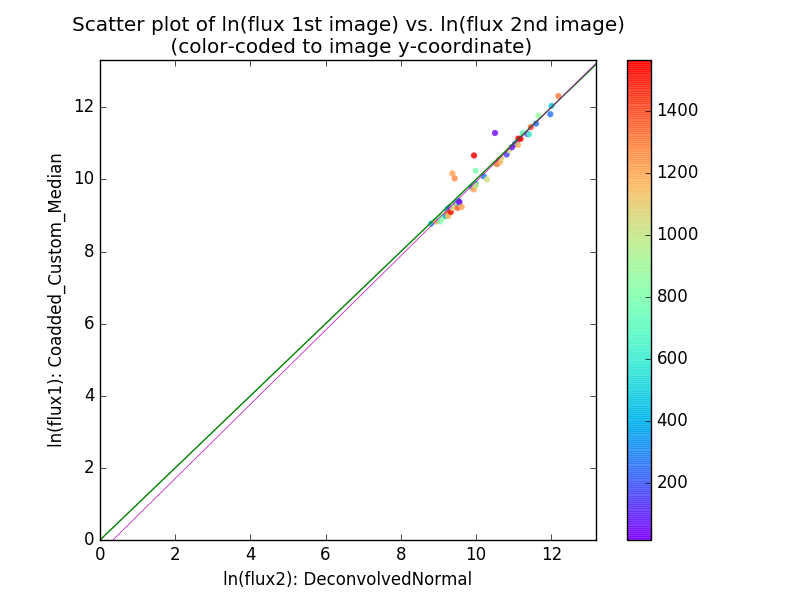 Scatter plot of ln(flux 1st image) vs. ln(flux 2nd image)
(color-coded to image y-coordinate)
ln(flux1): Coadded_Custom_Median
12
10
8
6
4
2
0
0 2 4 6 8 10 12
ln(flux2): DeconvolvedNormal
1400
1200
1000
800
600
400
200